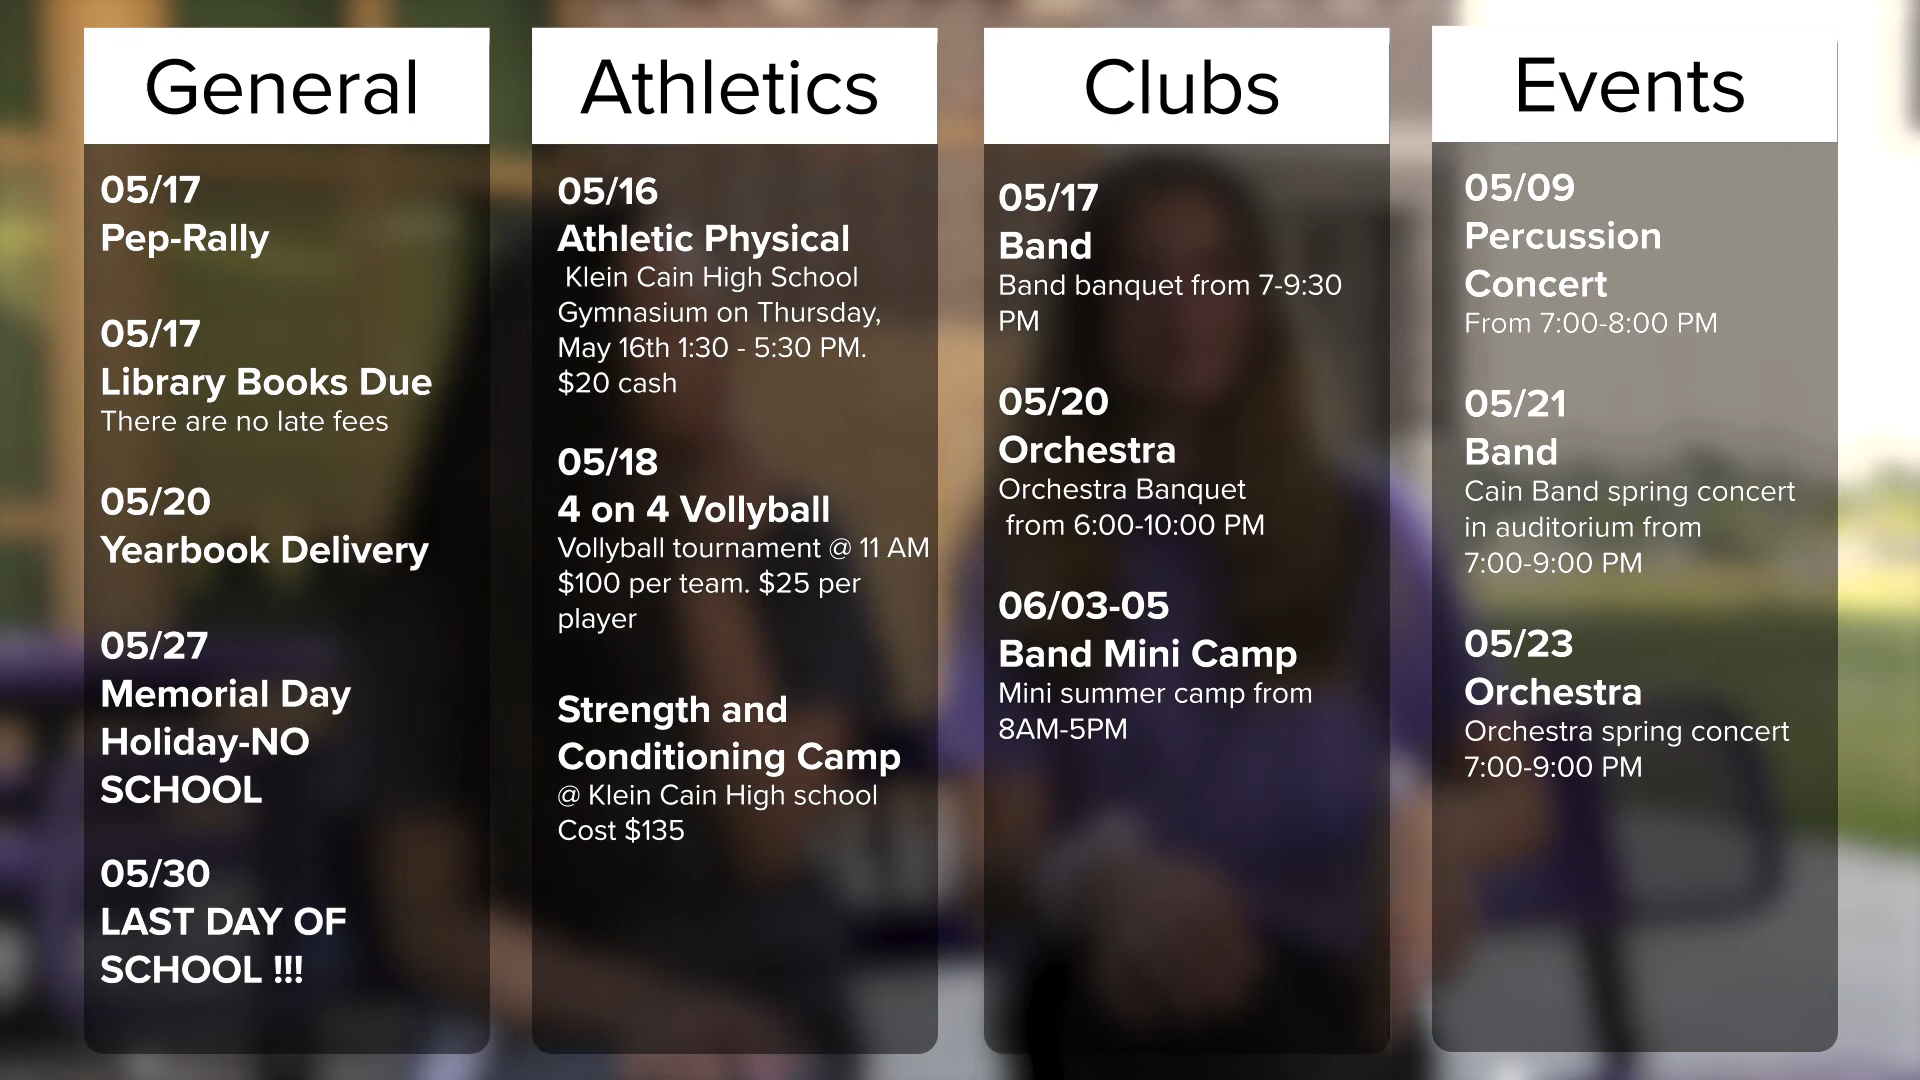 General
05/17
Pep-Rally
05/17
Library Books Due
There are no late fees
05/20
Yearbook Delivery
05/27
Memorial Day
Holiday-NO
SCHOOL
05/30
LAST DAY OF
SCHOOL !!!
Athletics
05/16
Athletic Physical
Klein Cain High School
Gymnasium on Thursday,
May 16th 1:30 - 5:30 PM.
$20 cash
05/18
4 on 4 Vollyball
Vollyball tournament @ 11 AM
$100 per team. $25 per
player
Strength and
Conditioning Camp
@ Klein Cain High school
Cost $135
Clubs
05/17
Band
Band banquet from 7-9:30
PM
05/20
Orchestra
Orchestra Banquet
from 6:00-10:00 PM
06/03-05
Band Mini Camp
Mini summer camp from
8AM-5PM
Events
05/09
Percussion
Concert
From 7:00-8:00 PM
05/21
Band
Cain Band spring concert
in auditorium from
7:00-9:00 PM
05/23
Orchestra
Orchestra spring concert
7:00-9:00 PM